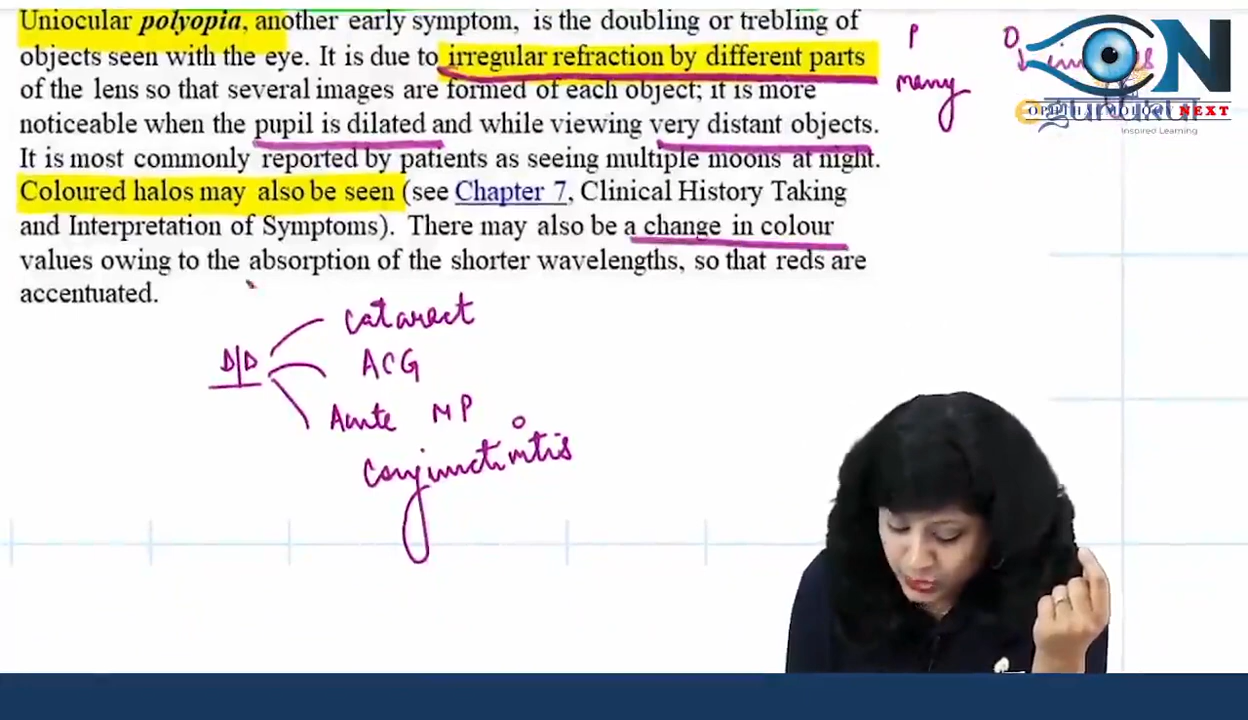 Uniocular polyopia, another early symptom, is the doubling or trebling of
objects seen with the eye. It is due to irregular refraction by different parts
of the lens so that several images are formed of each object; it is more
noticeable when the pupil is dilated and while viewing very distant objects.
It is most commonly reported by patients as seeing multiple moons at night.
Coloured halos may also be seen (see Chapter 7, Clinical History Taking
and Interpretation of Symptoms). There may also be a change in colour
values owing to the absorption of the shorter wavelengths, so that reds are
accentuated.
P
many
N
OPHTHALMOLOGY NEXT
Inspired Learning
D/D
Cataract
ACG
Acute MP
Conjunctivitis